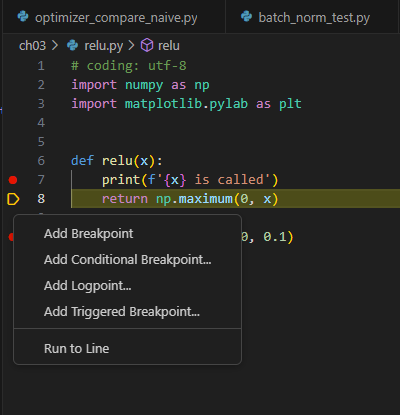 optimizer_compare_naive.py batch_norm_test.py
ch03 > relu.py > relu
1 # coding: utf-8
2 import numpy as np
3 import matplotlib.pylab as plt
4
5
6 def relu(x):
7 print(f'{x} is called')
8 return np.maximum(0, x)
0, 0.1)
Add Breakpoint
Add Conditional Breakpoint...
Add Logpoint...
Add Triggered Breakpoint...
Run to Line